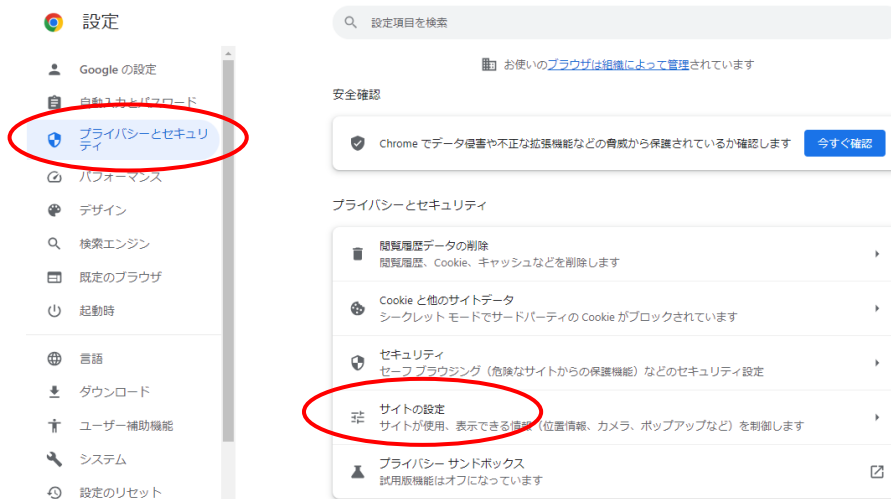 設定
Google の設定
自動入力とパスワード
プライバシーとセキュリ
ティ
パフォーマンス
デザイン
検索エンジン
既定のブラウザ
起動時
言語
ダウンロード
ユーザー補助機能
システム
設定のリセット
設定項目を検索
お使いのブラウザは組織によって管理されています
安全確認
Chrome でデータ侵害や不正な拡張機能などの脅威から保護されているか確認します
今すぐ確認
プライバシーとセキュリティ
閲覧履歴データの削除
閲覧履歴、Cookie、キャッシュなどを削除します
Cookie と他のサイトデータ
シークレット モードでサードパーティの Cookie がブロックされています
セキュリティ
セーフ ブラウジング（危険なサイトからの保護機能）などのセキュリティ設定
サイトの設定
サイトが使用、表示できる情報（位置情報、カメラ、ポップアップなど）を制御します
プライバシー サンドボックス
試用版機能はオフになっています